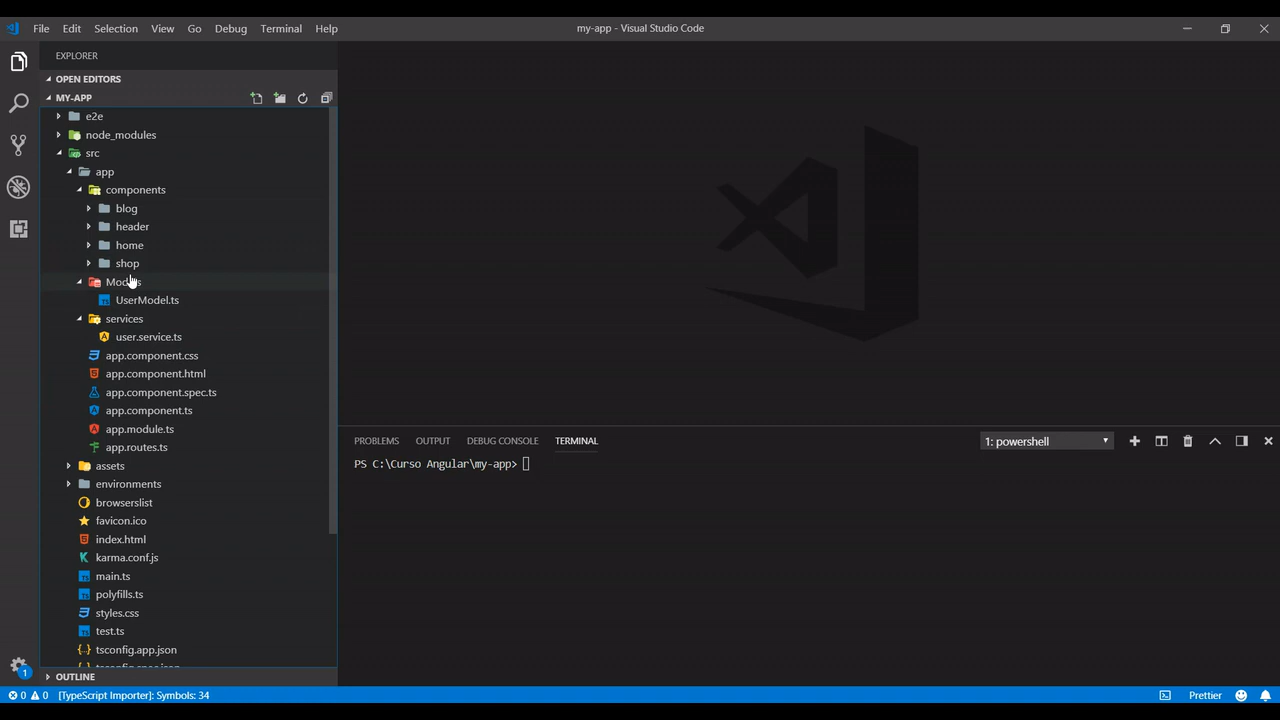 File Edit Selection View Go Debug Terminal Help
my-app - Visual Studio Code
EXPLORER
OPEN EDITORS
MY-APP
e2e
node_modules
src
app
components
blog
header
home
shop
UserModel.ts
services
user.service.ts
app.component.css
app.component.html
app.component.spec.ts
app.component.ts
app.module.ts
app.routes.ts
assets
environments
browserslist
favicon.ico
index.html
karma.conf.js
main.ts
polyfills.ts
styles.css
test.ts
tsconfig.app.json
OUTLINE
PROBLEMS OUTPUT DEBUG CONSOLE TERMINAL
1: powershell
PS C:\Curso Angular\my-app>
1
0 0 [TypeScript Importer]: Symbols: 34
Prettier